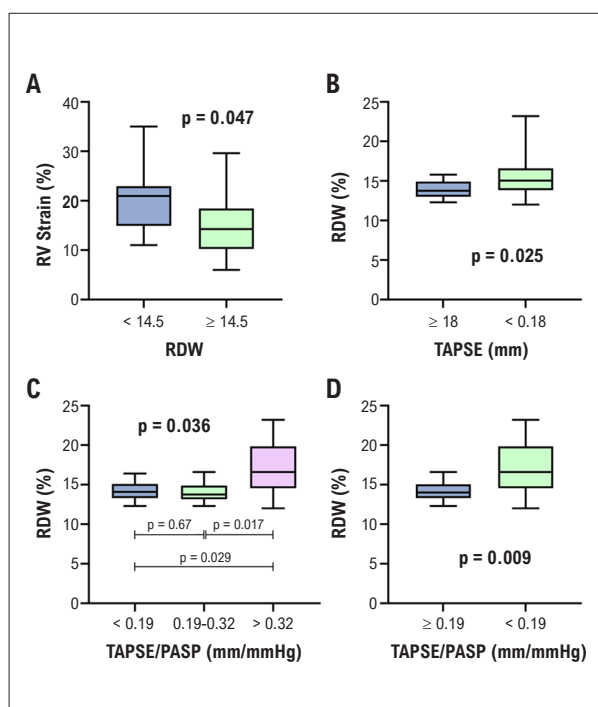 A
p = 0.047
RV Strain (%)
40
30
20
10
0
< 14.5
≥ 14.5
RDW
B
RDW (%)
25
20
15
10
5
0
p = 0.025
≥ 18
< 0.18
TAPSE (mm)
C
p = 0.036
RDW (%)
25
20
15
10
5
0
p = 0.67
p = 0.017
p = 0.029
< 0.19
0.19-0.32
> 0.32
TAPSE/PASP (mm/mmHg)
D
RDW (%)
25
20
15
10
5
0
p = 0.009
≥ 0.19
< 0.19
TAPSE/PASP (mm/mmHg)